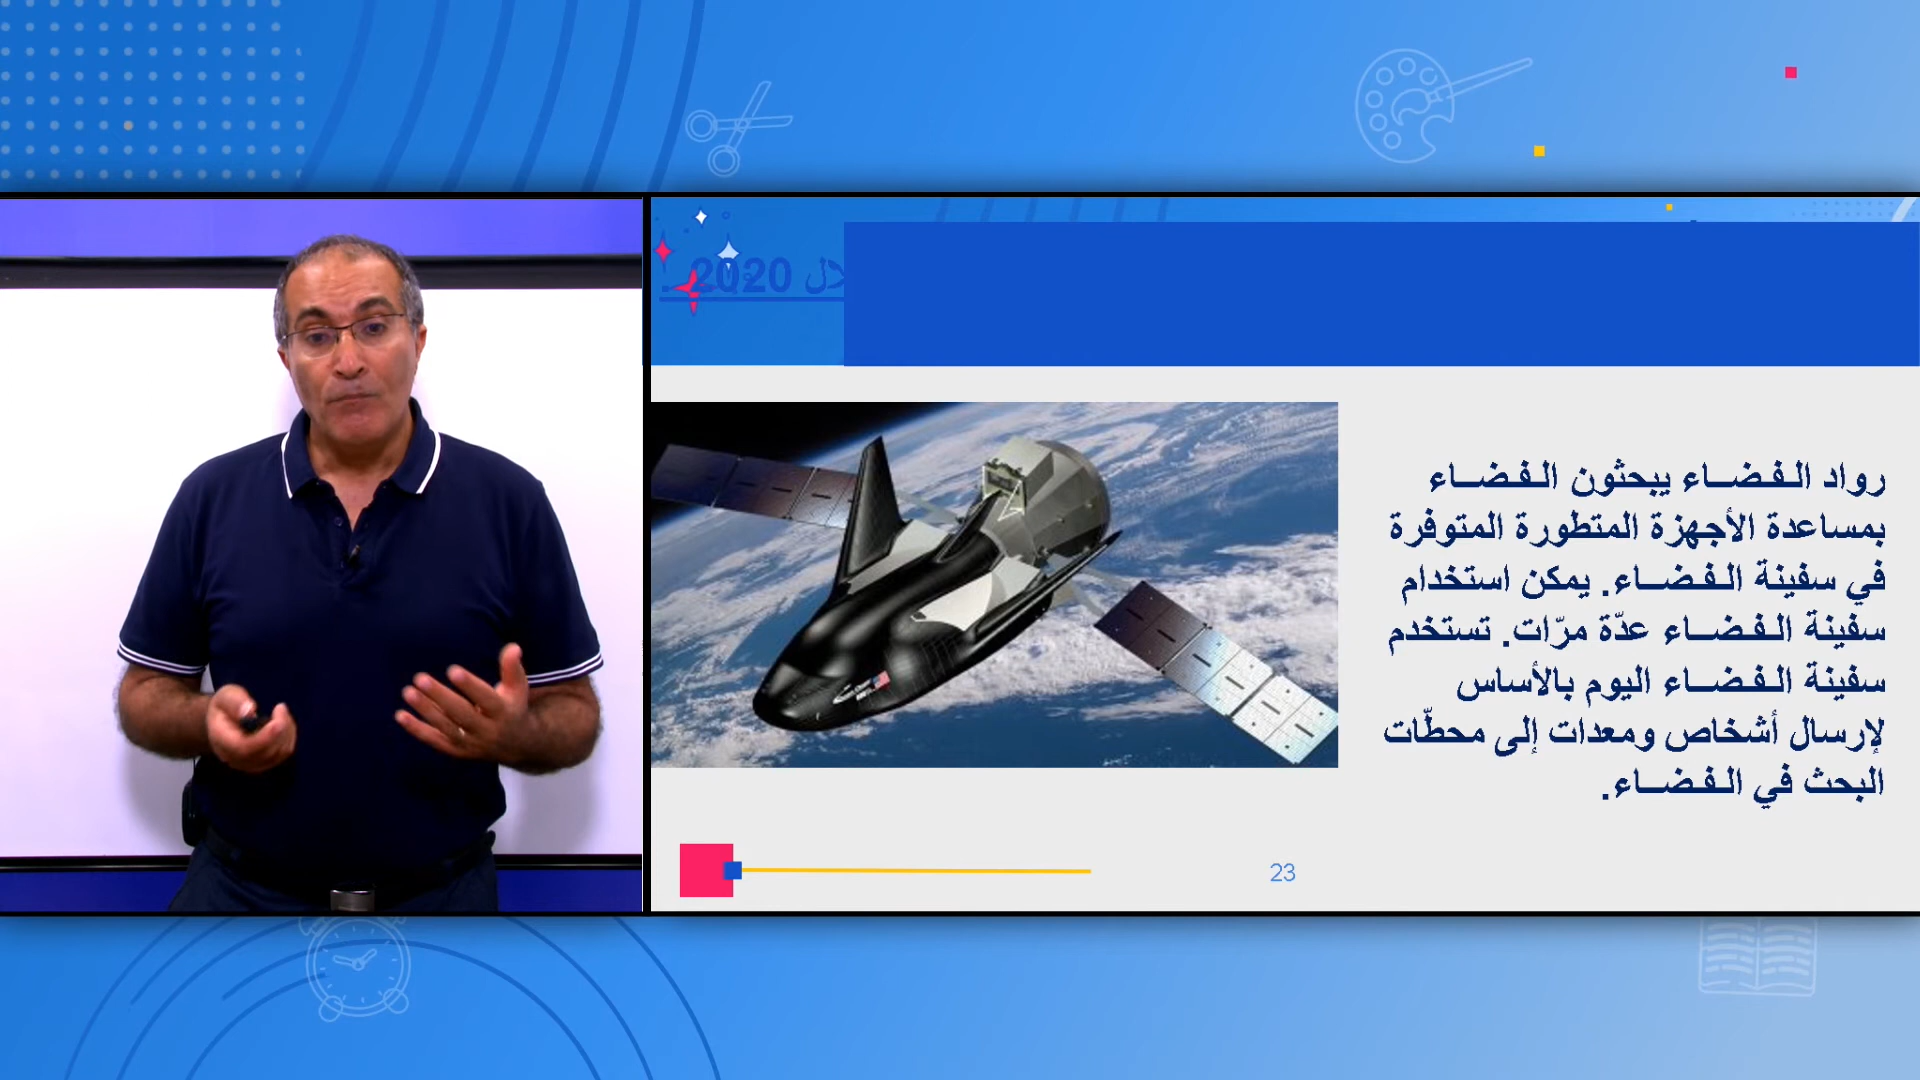 2020
رواد الفضاء يبحثون الفضاء
بمساعدة الأجهزة المتطورة المتوفرة
في سفينة الفضاء. يمكن استخدام
سفينة الفضاء عدّة مرّات. تستخدم
سفينة الفضاء اليوم بالأساس
لإرسال أشخاص ومعدات إلى محطّات
البحث في الفضاء.
23